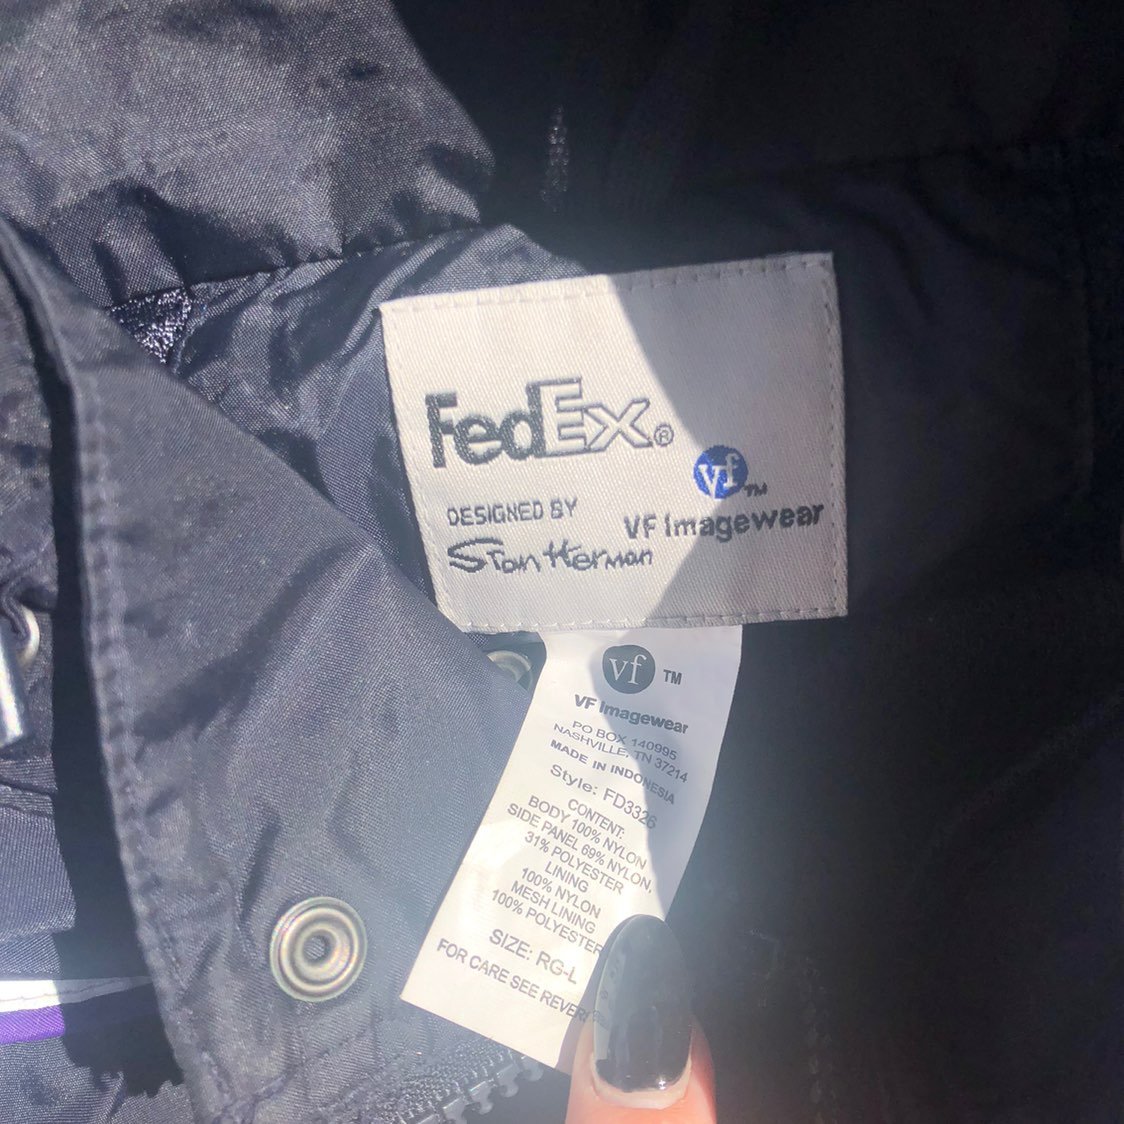 FedEx®
vf™
DESIGNED BY
VF Imagewear
Stan Herman
vf TM
VF Imagewear
PO BOX 140995
NASHVILLE, TN 37214
MADE IN INDONESIA
Style: FD3326
CONTENT:
BODY 100% NYLON
SIDE PANEL 69% NYLON,
31% POLYESTER
LINING
100% NYLON
MESH LINING
100% POLYESTER
SIZE: RG-L
FOR CARE SEE REVER